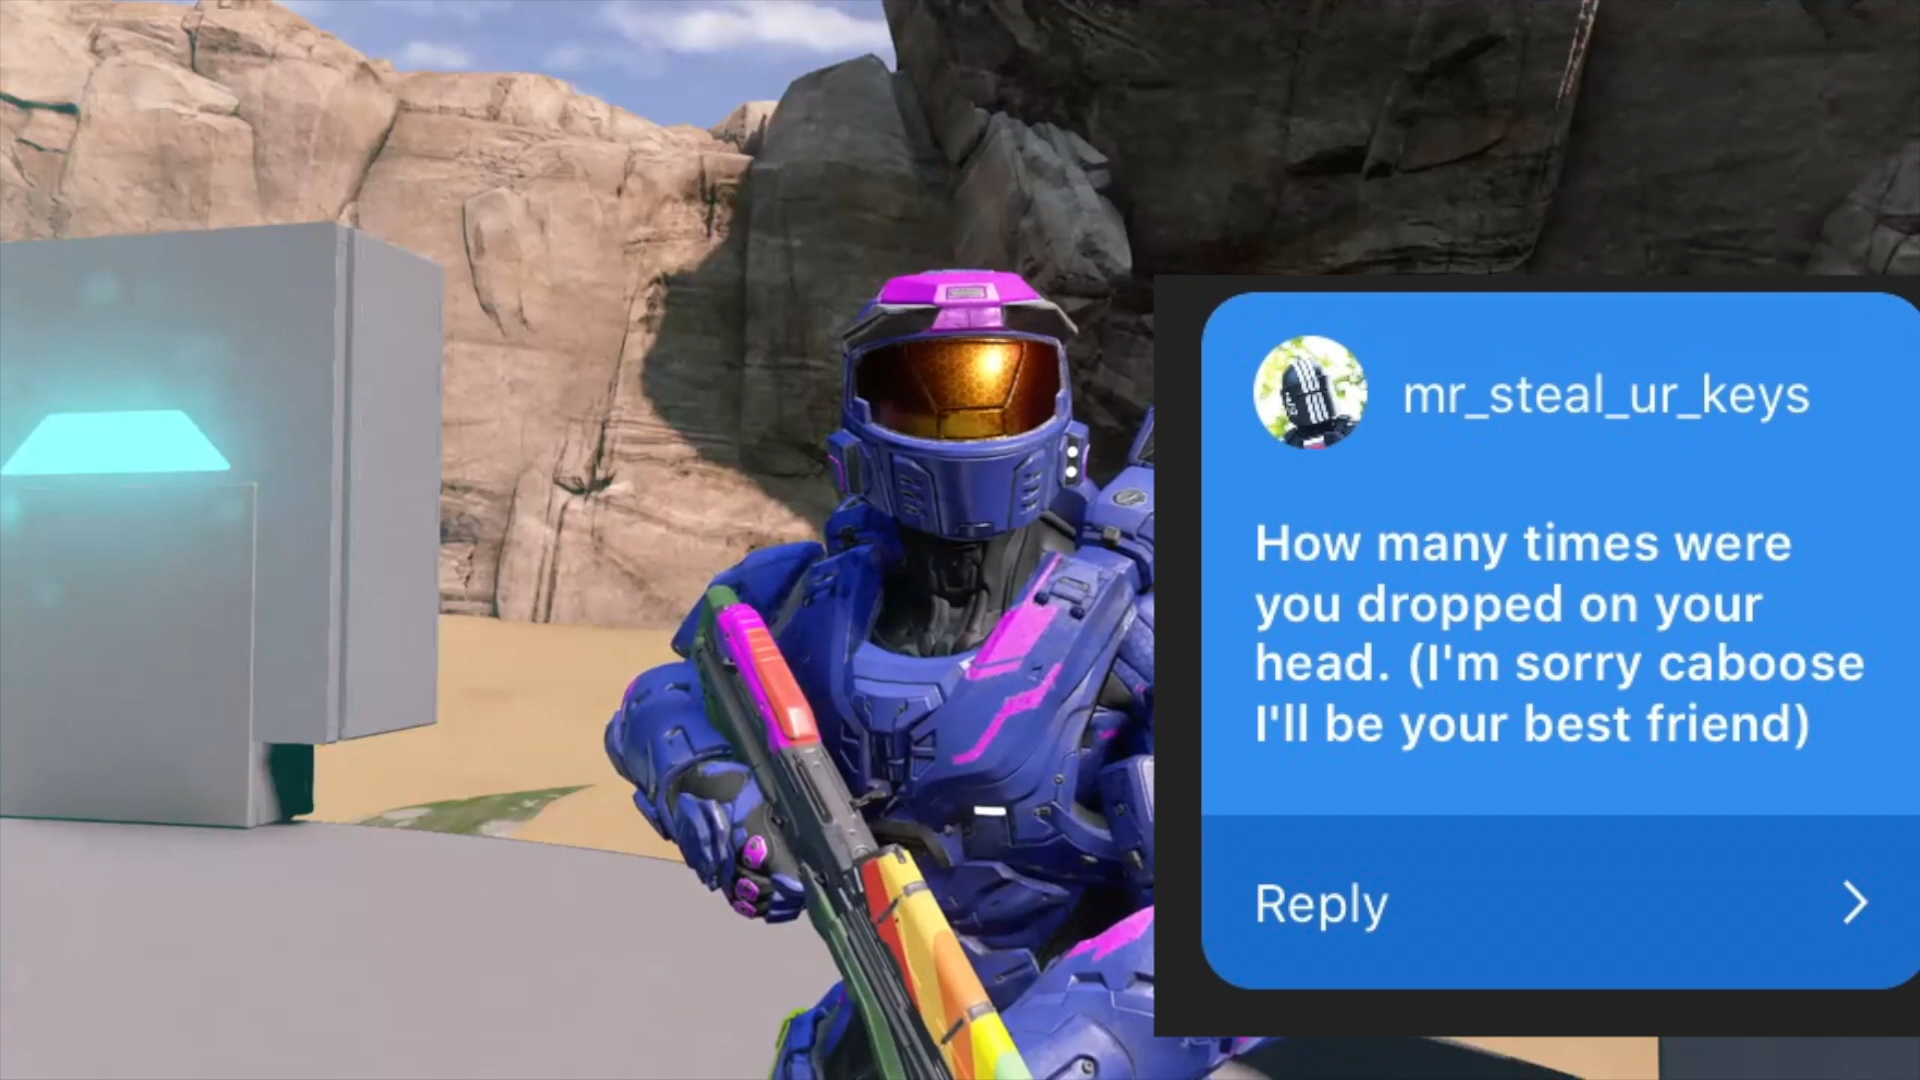 mr_steal_ur_keys
How many times were
you dropped on your
head. (I'm sorry caboose
I'll be your best friend)
Reply